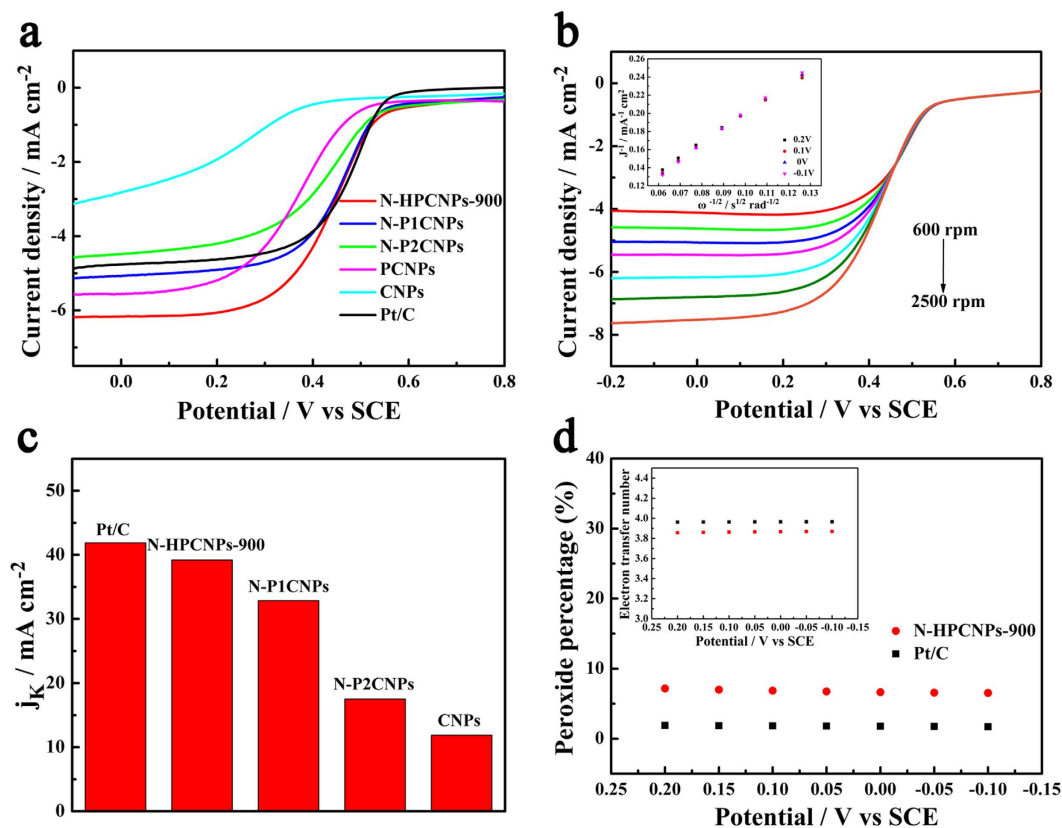 a
Current density / mA cm-2
0
-2
-4
-6
0.0 0.2 0.4 0.6 0.8
Potential / V vs SCE
N-HPCNPs-900
N-P1CNPs
N-P2CNPs
PCNPs
CNPs
Pt/C
b
Current density / mA cm-2
0
-2
-4
-6
-8
-0.2 0.0 0.2 0.4 0.6 0.8
Potential / V vs SCE
600 rpm
2500 rpm
J-1 / mA-1 cm2
0.26
0.24
0.22
0.20
0.18
0.16
0.14
0.12
0.06 0.07 0.08 0.09 0.10 0.11 0.12 0.13
ω -1/2 / s1/2 rad-1/2
0.2V
0.1V
0V
-0.1V
c
jK / mA cm-2
50
40
30
20
10
0
Pt/C
N-HPCNPs-900
N-P1CNPs
N-P2CNPs
CNPs
d
Peroxide percentage (%)
40
30
20
10
0
0.25 0.20 0.15 0.10 0.05 0.00 -0.05 -0.10 -0.15
Potential / V vs SCE
N-HPCNPs-900
Pt/C
Electron transfer number
4.4
4.2
4.0
3.8
3.6
3.4
3.2
3.0
0.25 0.20 0.15 0.10 0.05 0.00 -0.05 -0.10 -0.15
Potential / V vs SCE